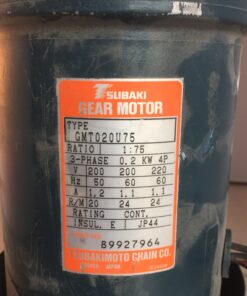 TSUBAKI
GEAR MOTOR
TYPE
GMTO20U75
RATIO 1:75
3-PHASE 0.2 KW 4P
V 200 200 220
Hz 50 60 60
A 1.2 1.1 1.1
R/M 20 24 24
RATING CONT.
INSUL. E JP44
89927964
TSUBAKIMOTO CHAIN CO.
JAPAN